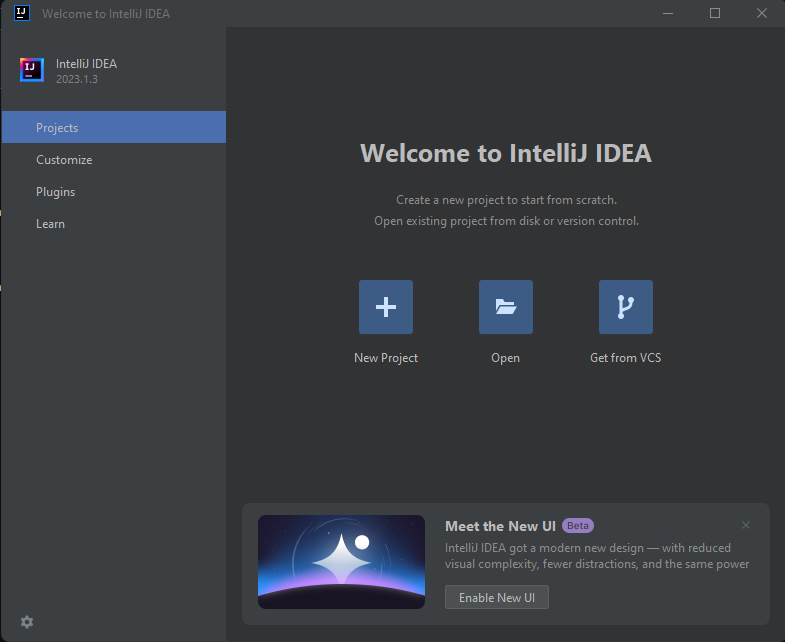 IJ
Welcome to IntelliJ IDEA
IJ
IntelliJ IDEA
2023.1.3
Projects
Customize
Plugins
Learn
Welcome to IntelliJ IDEA
Create a new project to start from scratch.
Open existing project from disk or version control.
New Project
Open
Get from VCS
Meet the New UI Beta
IntelliJ IDEA got a modern new design — with reduced
visual complexity, fewer distractions, and the same power
Enable New UI